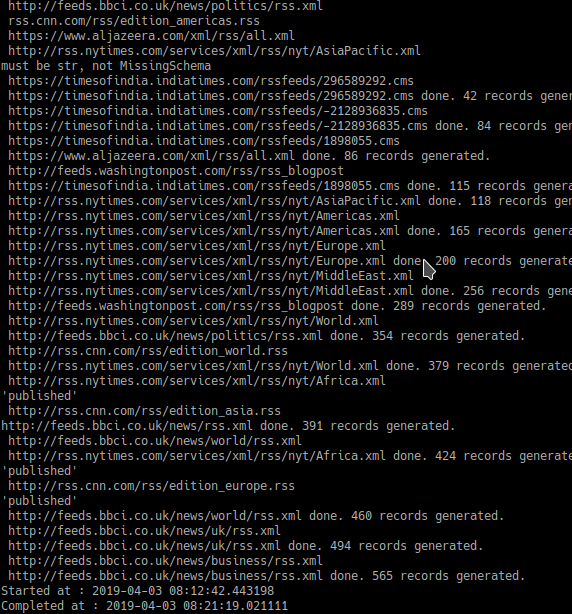 http://feeds.bbci.co.uk/news/politics/rss.xml
rss.cnn.com/rss/edition_americas.rss
https://www.aljazeera.com/xml/rss/all.xml
http://rss.nytimes.com/services/xml/rss/nyt/AsiaPacific.xml
must be str, not MissingSchema
https://timesofindia.indiatimes.com/rssfeeds/296589292.cms
https://timesofindia.indiatimes.com/rssfeeds/296589292.cms done. 42 records gener
https://timesofindia.indiatimes.com/rssfeeds/-2128936835.cms
https://timesofindia.indiatimes.com/rssfeeds/-2128936835.cms done. 84 records gen
https://timesofindia.indiatimes.com/rssfeeds/1898055.cms
https://www.aljazeera.com/xml/rss/all.xml done. 86 records generated.
http://feeds.washingtonpost.com/rss/rss_blogpost
https://timesofindia.indiatimes.com/rssfeeds/1898055.cms done. 115 records genera
http://rss.nytimes.com/services/xml/rss/nyt/AsiaPacific.xml done. 118 records gen
http://rss.nytimes.com/services/xml/rss/nyt/Americas.xml
http://rss.nytimes.com/services/xml/rss/nyt/Americas.xml done. 165 records genera
http://rss.nytimes.com/services/xml/rss/nyt/Europe.xml
http://rss.nytimes.com/services/xml/rss/nyt/Europe.xml done. 200 records generate
http://rss.nytimes.com/services/xml/rss/nyt/MiddleEast.xml
http://rss.nytimes.com/services/xml/rss/nyt/MiddleEast.xml done. 256 records gene
http://feeds.washingtonpost.com/rss/rss_blogpost done. 289 records generated.
http://rss.nytimes.com/services/xml/rss/nyt/World.xml
http://feeds.bbci.co.uk/news/politics/rss.xml done. 354 records generated.
http://rss.cnn.com/rss/edition_world.rss
http://rss.nytimes.com/services/xml/rss/nyt/World.xml done. 379 records generated
http://rss.nytimes.com/services/xml/rss/nyt/Africa.xml
'published'
http://rss.cnn.com/rss/edition_asia.rss
http://feeds.bbci.co.uk/news/rss.xml done. 391 records generated.
http://feeds.bbci.co.uk/news/world/rss.xml
http://rss.nytimes.com/services/xml/rss/nyt/Africa.xml done. 424 records generate
'published'
http://rss.cnn.com/rss/edition_europe.rss
'published'
http://feeds.bbci.co.uk/news/world/rss.xml done. 460 records generated.
http://feeds.bbci.co.uk/news/uk/rss.xml
http://feeds.bbci.co.uk/news/uk/rss.xml done. 494 records generated.
http://feeds.bbci.co.uk/news/business/rss.xml
http://feeds.bbci.co.uk/news/business/rss.xml done. 565 records generated.
Started at : 2019-04-03 08:12:42.443198
Completed at : 2019-04-03 08:21:19.021111